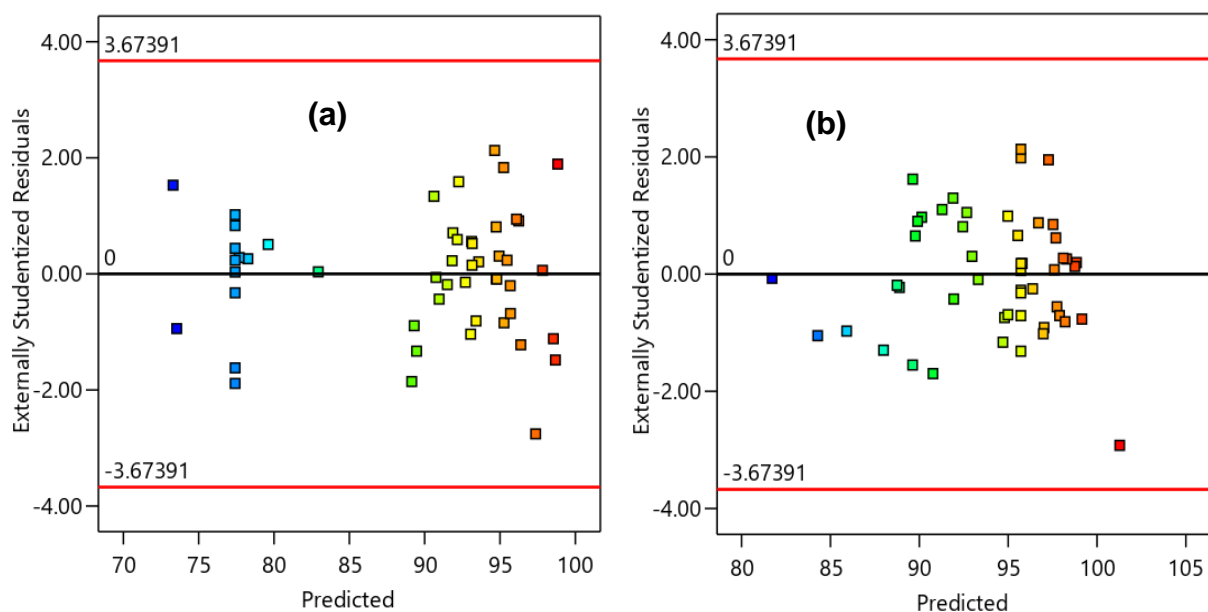 (a)
Externally Studentized Residuals
4.00
2.00
0.00
-2.00
-4.00
3.67391
0
-3.67391
70 75 80 85 90 95 100
Predicted
(b)
Externally Studentized Residuals
4.00
2.00
0.00
-2.00
-4.00
3.67391
0
-3.67391
80 85 90 95 100 105
Predicted